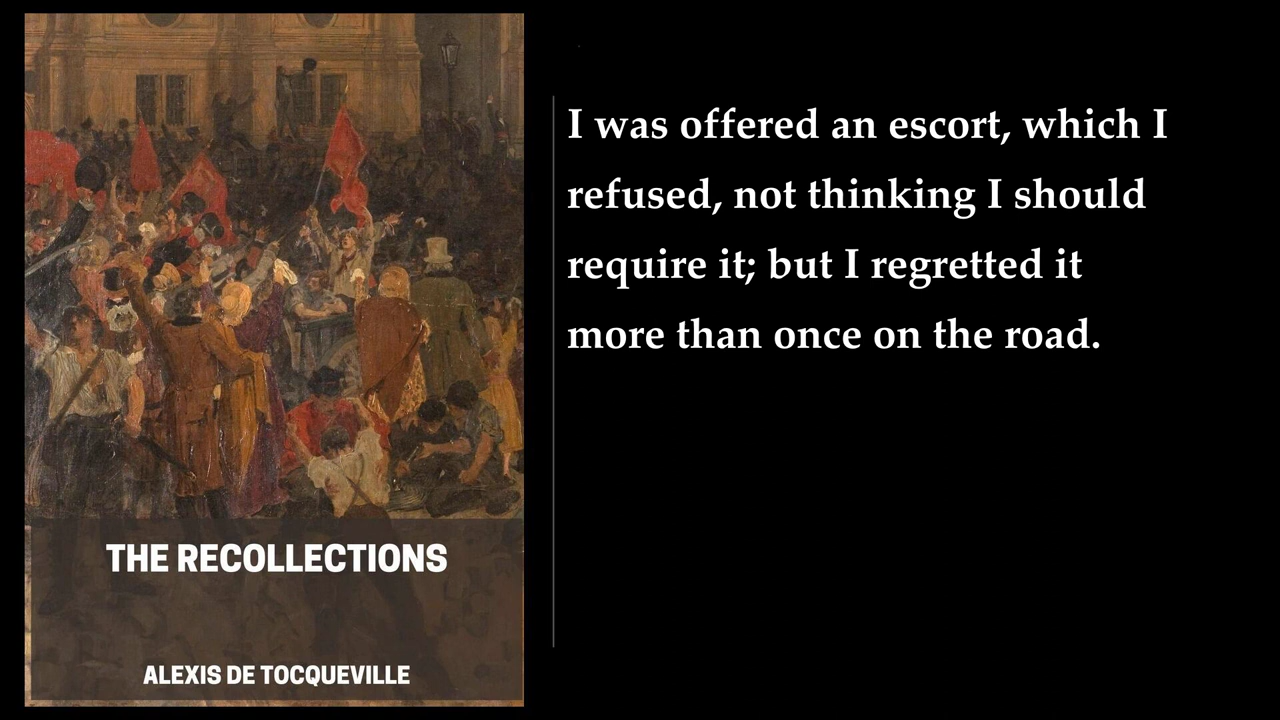 I was offered an escort, which I
refused, not thinking I should
require it; but I regretted it
more than once on the road.
THE RECOLLECTIONS
ALEXIS DE TOCQUEVILLE